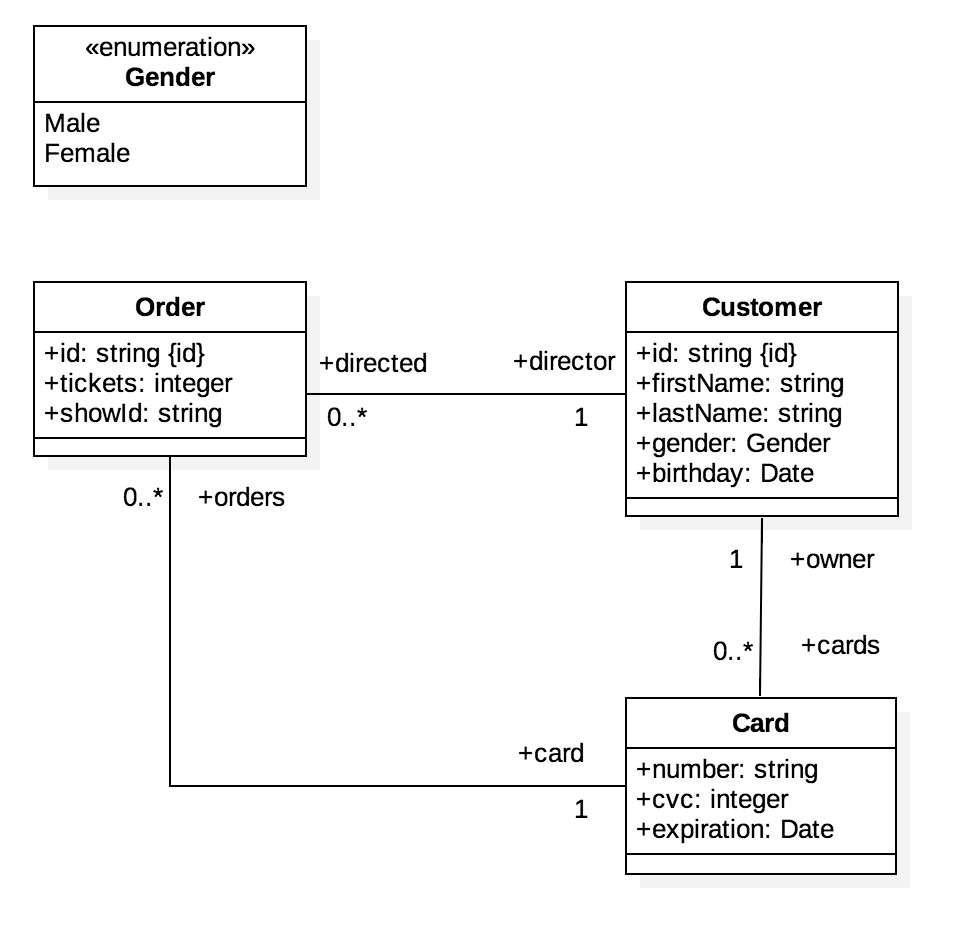 «enumeration»
Gender
Male
Female
Order
+id: string {id}
+tickets: integer
+showId: string
+directed
0..*
+director
1
Customer
+id: string {id}
+firstName: string
+lastName: string
+gender: Gender
+birthday: Date
0..*
+orders
1
+owner
0..*
+cards
+card
1
Card
+number: string
+cvc: integer
+expiration: Date